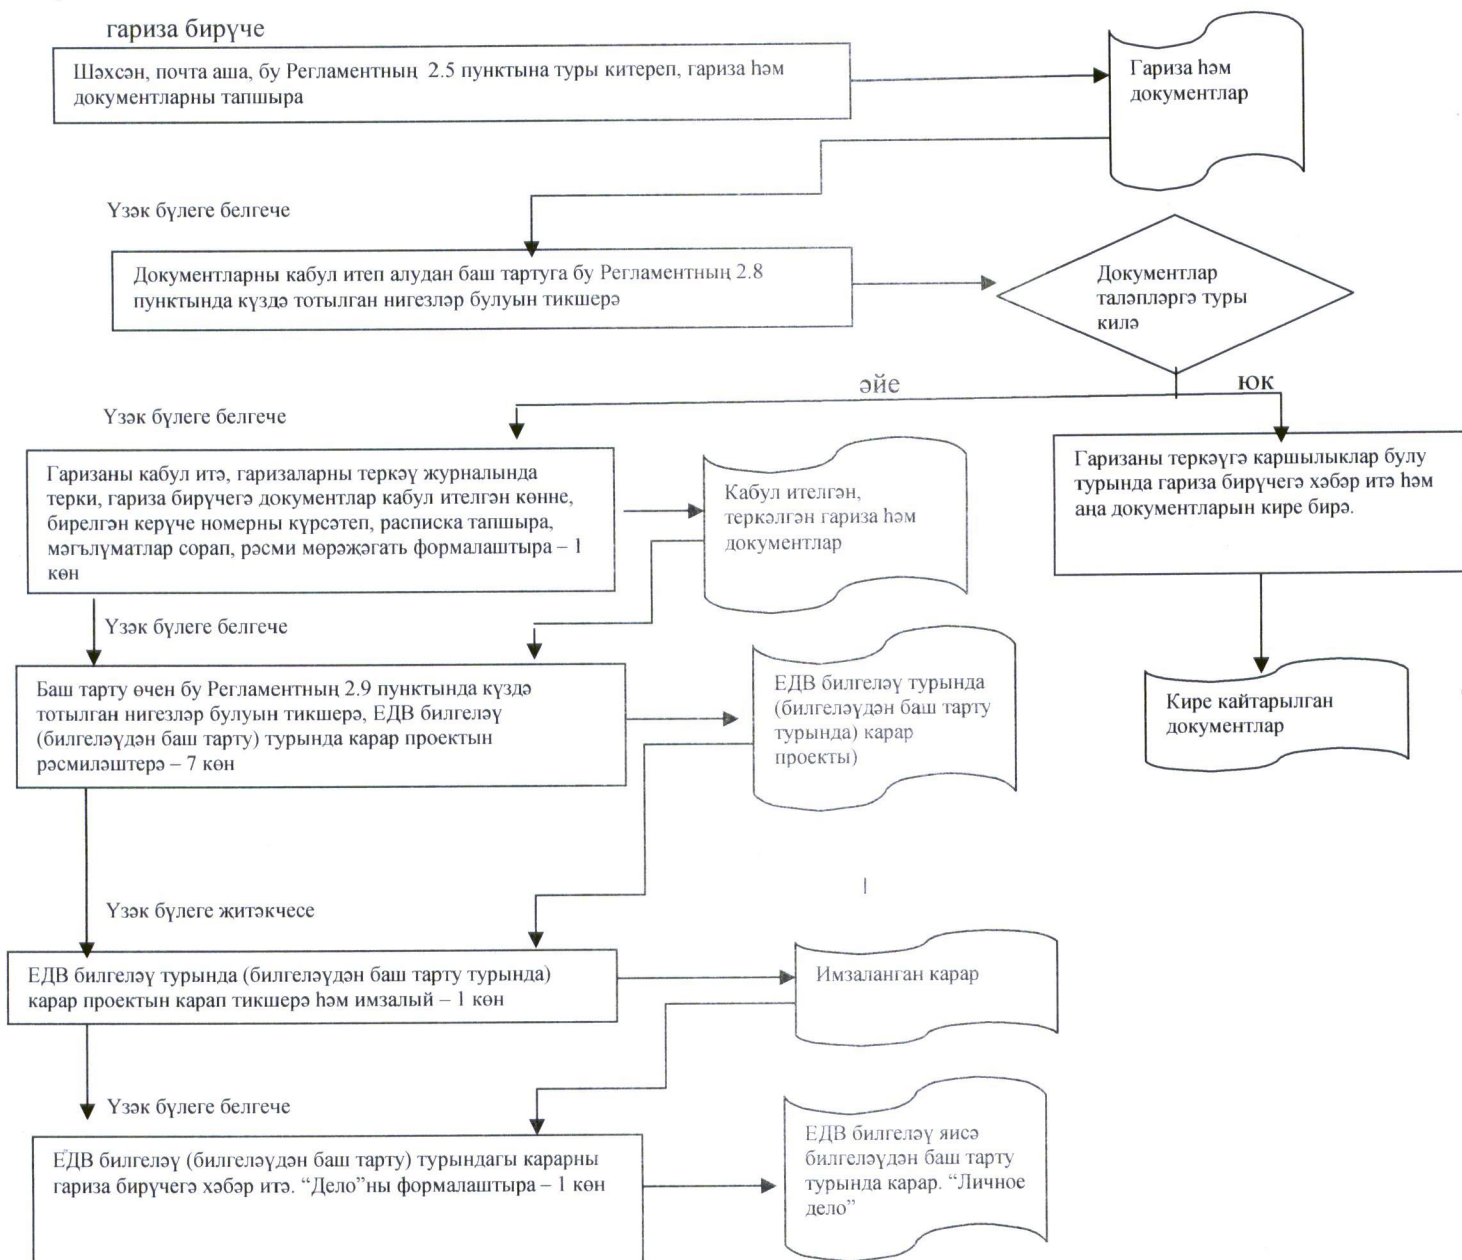 гариза бирүче
Шәхсән, почта аша, бу Регламентның 2.5 пунктына туры китереп, гариза һәм
документларны тапшыра
Гариза һәм
документлар
Үзәк бүлеге белгече
Документларны кабул итеп алудан баш тартуга бу Регламентның 2.8
пунктында күздә тотылган нигезләр булуын тикшерә
Документлар
таләпләргә туры
килә
әйе
юк
Үзәк бүлеге белгече
Гаризаны кабул итә, гаризаларны теркәү журналында
терки, гариза бирүчегә документлар кабул ителгән көнне,
бирелгән керүче номерны күрсәтеп, расписка тапшыра,
мәгълүматлар сорап, рәсми мөрәҗәгать формалаштыра – 1
көн
Кабул ителгән,
теркәлгән гариза һәм
документлар
Гаризаны теркәүгә каршылыклар булу
турында гариза бирүчегә хәбәр итә һәм
аңа документларын кире бирә.
Үзәк бүлеге белгече
Баш тарту өчен бу Регламентның 2.9 пунктында күздә
тотылган нигезләр булуын тикшерә, ЕДВ билгеләү
(билгеләүдән баш тарту) турында карар проектын
рәсмиләштерә – 7 көн
ЕДВ билгеләү турында
(билгеләүдән баш тарту
турында) карар
проекты)
Кире кайтарылган
документлар
Үзәк бүлеге җитәкчесе
ЕДВ билгеләү турында (билгеләүдән баш тарту турында)
карар проектын карап тикшерә һәм имзалый – 1 көн
Имзаланган карар
Үзәк бүлеге белгече
ЕДВ билгеләү (билгеләүдән баш тарту) турындагы карарны
гариза бирүчегә хәбәр итә. “Дело”ны формалаштыра – 1 көн
ЕДВ билгеләү яисә
билгеләүдән баш тарту
турында карар. “Личное
дело”